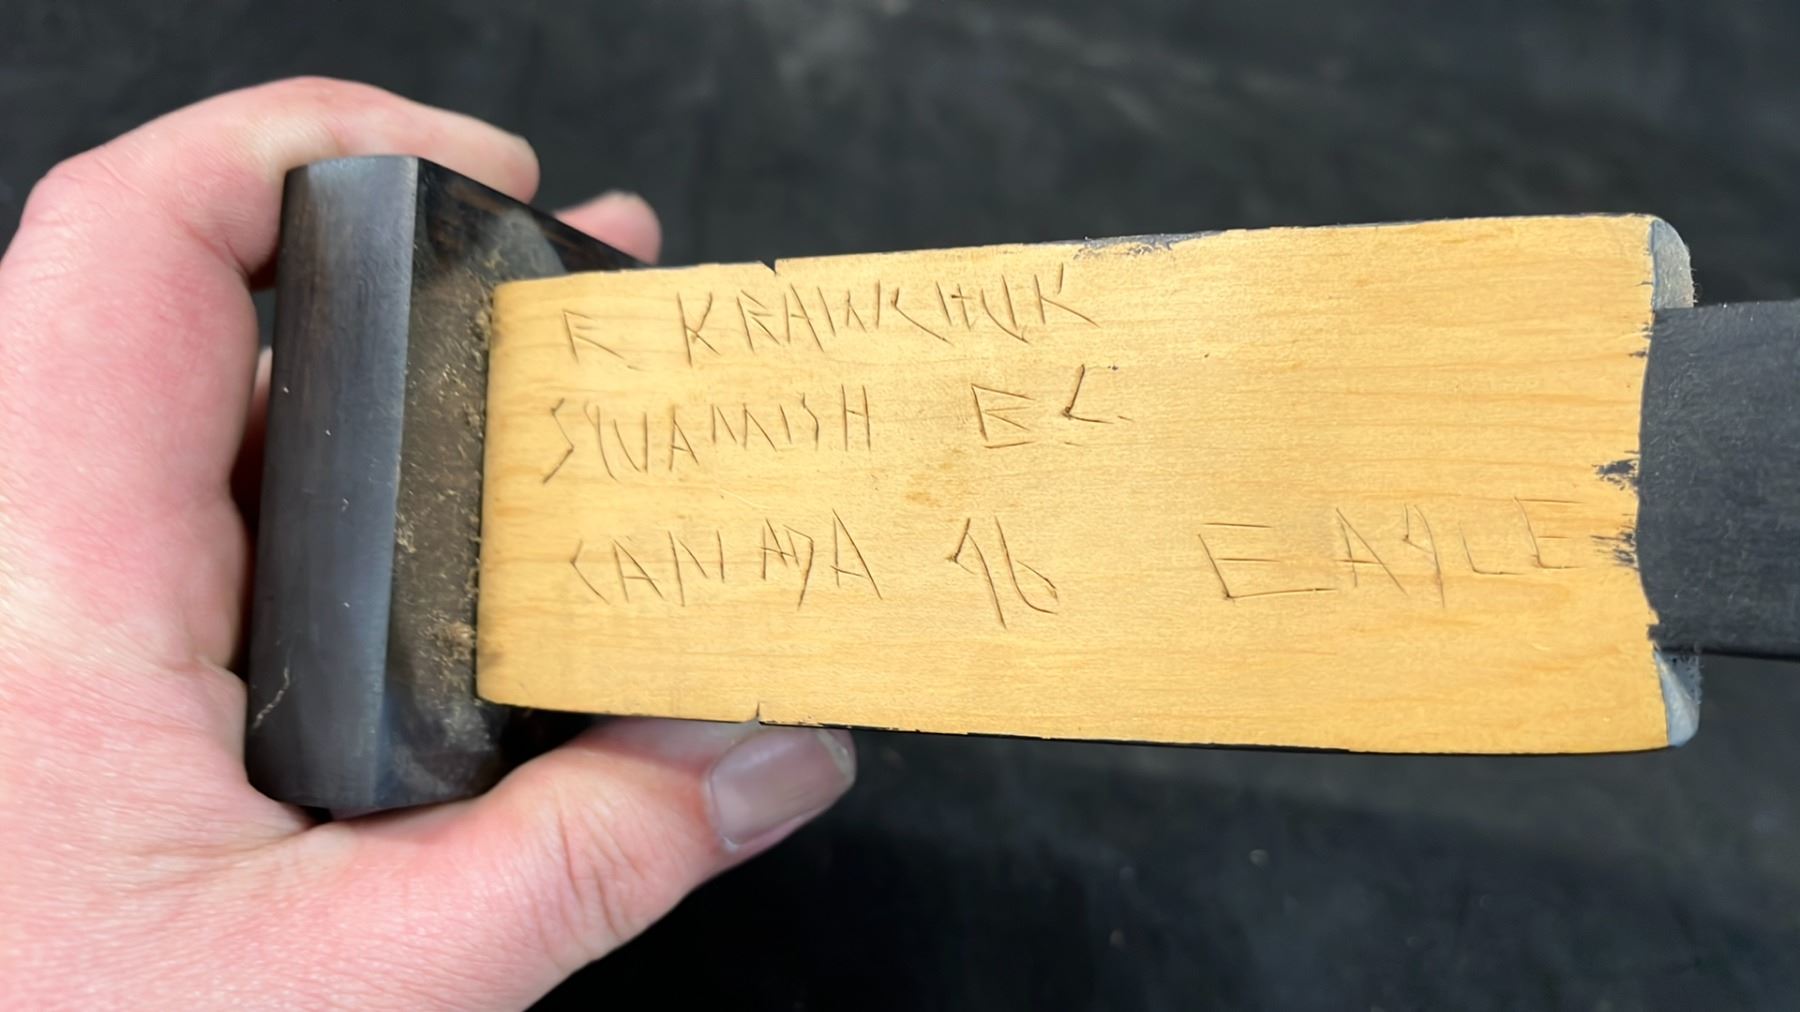 R KRAWCHUK
SQUAMISH B.C.
CANADA 96 EAGLE